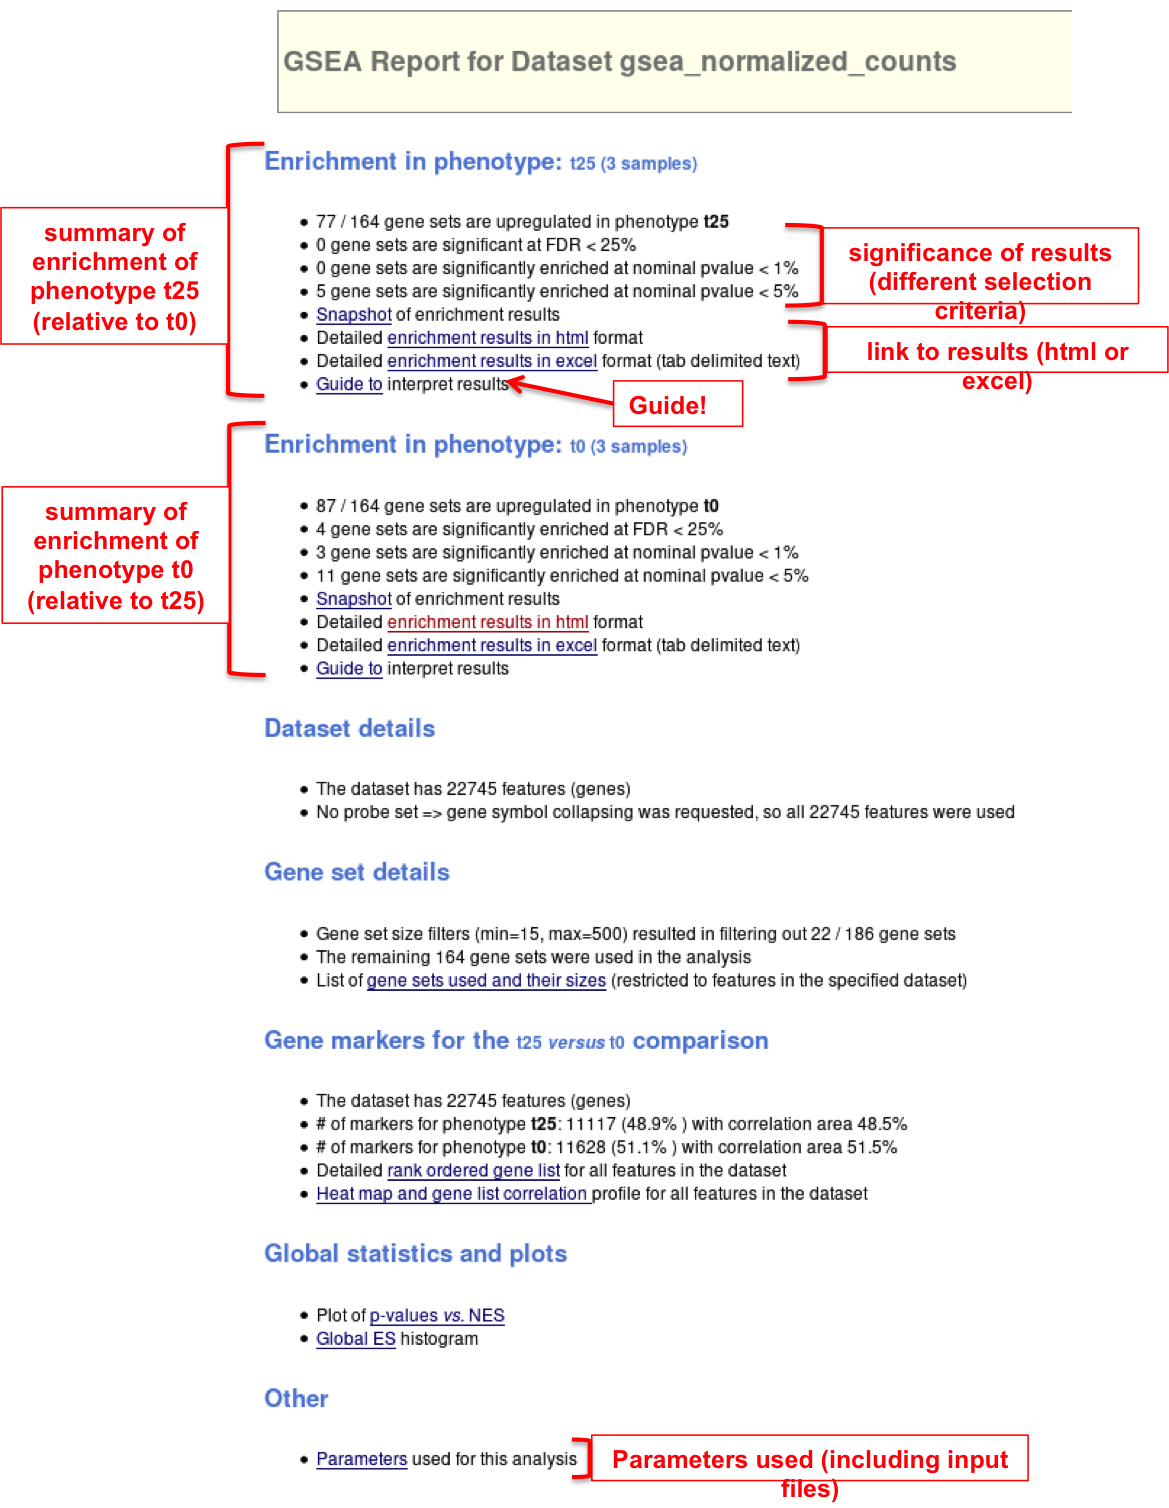 GSEA Report for Dataset gsea_normalized_counts
Enrichment in phenotype: t25 (3 samples)
• 77 / 164 gene sets are upregulated in phenotype t25
• 0 gene sets are significant at FDR < 25%
• 0 gene sets are significantly enriched at nominal pvalue < 1%
• 5 gene sets are significantly enriched at nominal pvalue < 5%
• Snapshot of enrichment results
• Detailed enrichment results in html format
• Detailed enrichment results in excel format (tab delimited text)
• Guide to interpret results
summary of
enrichment of
phenotype t25
(relative to t0)
significance of results
(different selection
criteria)
link to results (html or
excel)
Guide!
Enrichment in phenotype: t0 (3 samples)
• 87 / 164 gene sets are upregulated in phenotype t0
• 4 gene sets are significantly enriched at FDR < 25%
• 3 gene sets are significantly enriched at nominal pvalue < 1%
• 11 gene sets are significantly enriched at nominal pvalue < 5%
• Snapshot of enrichment results
• Detailed enrichment results in html format
• Detailed enrichment results in excel format (tab delimited text)
• Guide to interpret results
summary of
enrichment of
phenotype t0
(relative to t25)
Dataset details
• The dataset has 22745 features (genes)
• No probe set => gene symbol collapsing was requested, so all 22745 features were used
Gene set details
• Gene set size filters (min=15, max=500) resulted in filtering out 22 / 186 gene sets
• The remaining 164 gene sets were used in the analysis
• List of gene sets used and their sizes (restricted to features in the specified dataset)
Gene markers for the t25 versus t0 comparison
• The dataset has 22745 features (genes)
• # of markers for phenotype t25: 11117 (48.9% ) with correlation area 48.5%
• # of markers for phenotype t0: 11628 (51.1% ) with correlation area 51.5%
• Detailed rank ordered gene list for all features in the dataset
• Heat map and gene list correlation profile for all features in the dataset
Global statistics and plots
• Plot of p-values vs. NES
• Global ES histogram
Other
• Parameters used for this analysis
Parameters used (including input
files)